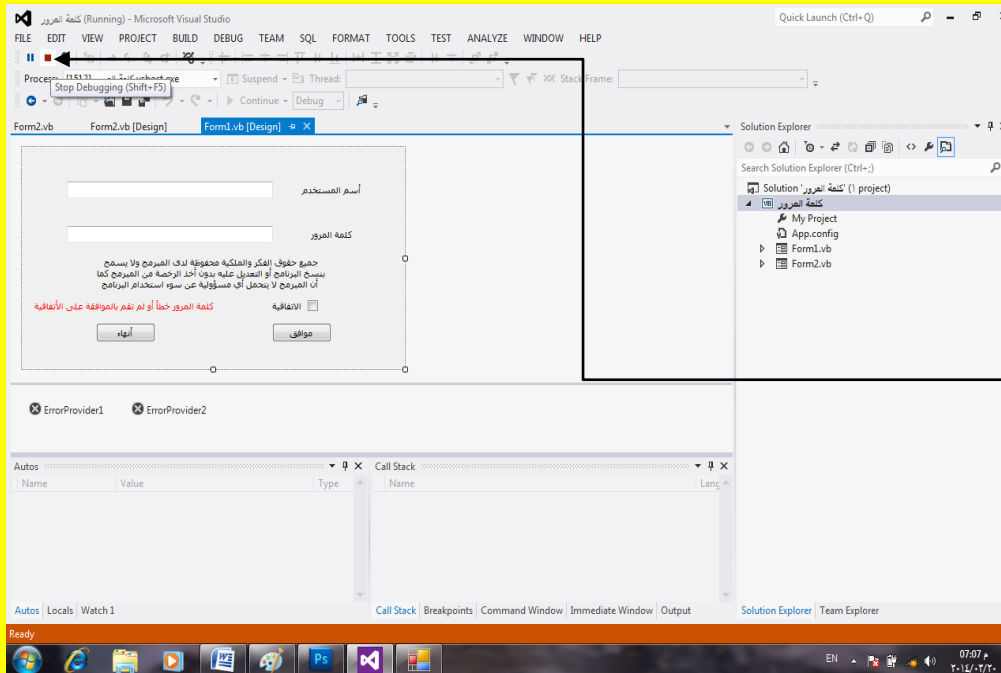 كلمة المرور (Running) - Microsoft Visual Studio
Quick Launch (Ctrl+Q)
FILE EDIT VIEW PROJECT BUILD DEBUG TEAM SQL FORMAT TOOLS TEST ANALYZE WINDOW HELP
Process: [1512] Suspend Thread: Stack Frame:
Stop Debugging (Shift+F5)
Continue Debug
Form2.vb Form2.vb [Design] Form1.vb [Design]
أسم المستخدم
كلمة المرور
جميع حقوق الفكر والملكية محفوظة لدى المبرمج ولا يسمح
بنسخ البرنامج أو التعديل عليه بدون أخذ الرخصة من المبرمج كما
أن المبرمج لا يتحمل أي مسؤولية عن سوء استخدام البرنامج
الاتفاقية
كلمة المرور خطأ أو لم تقم بالموافقة على الأتفاقية
موافق
أنهاء
ErrorProvider1 ErrorProvider2
Solution Explorer
Search Solution Explorer (Ctrl+;)
Solution 'كلمة المرور' (١ project)
كلمة المرور
My Project
App.config
Form1.vb
Form2.vb
Autos
Name Value Type
Call Stack
Name Lang
Autos Locals Watch 1
Call Stack Breakpoints Command Window Immediate Window Output
Solution Explorer Team Explorer
Ready
Ps
EN
07:07 م
٢٠١٤/٠٣/٢٠